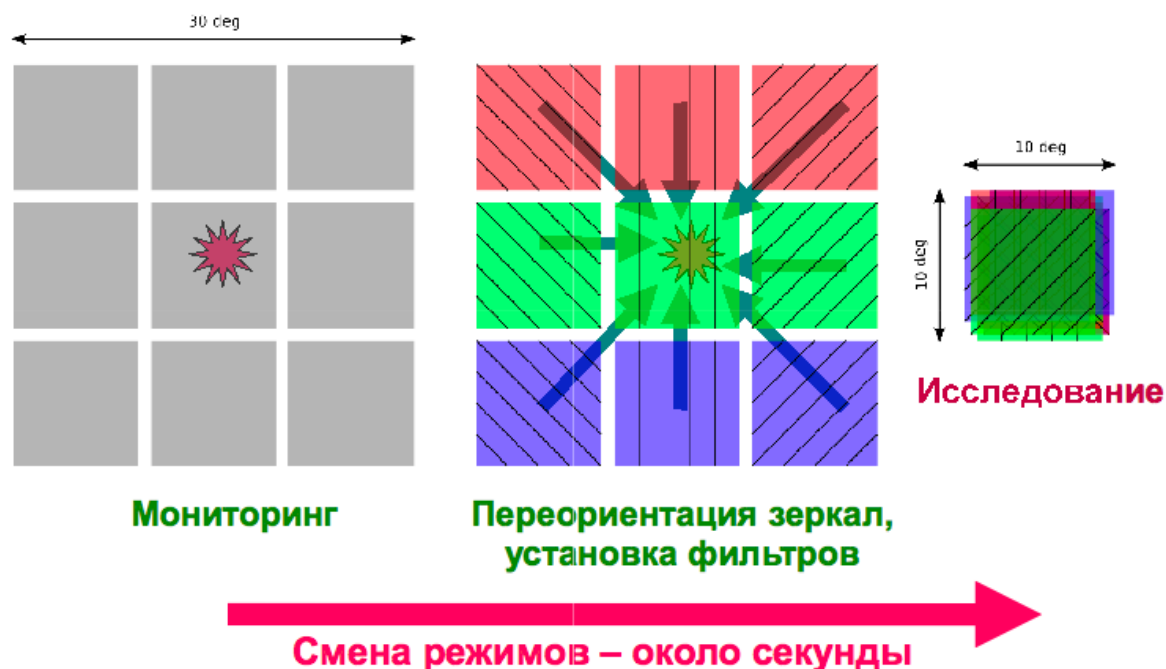 30 deg
10 deg
10 deg
Исследование
Мониторинг
Переориентация зеркал,
установка фильтров
Смена режимов – около секунды